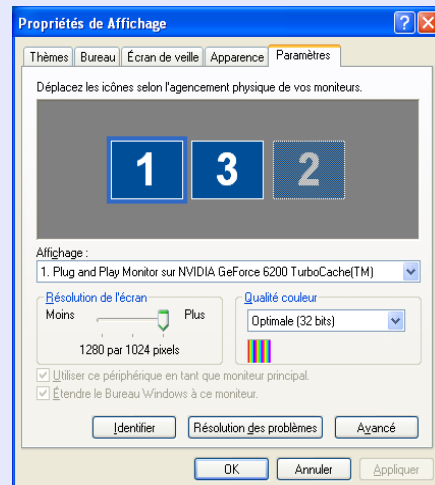 Propriétés de Affichage
Thèmes Bureau Écran de veille Apparence Paramètres
Déplacez les icônes selon l'agencement physique de vos moniteurs.
1 3 2
Affichage :
1. Plug and Play Monitor sur NVIDIA GeForce 6200 TurboCache(TM)
Résolution de l'écran
Moins Plus
1280 par 1024 pixels
Qualité couleur
Optimale (32 bits)
Utiliser ce périphérique en tant que moniteur principal.
Étendre le Bureau Windows à ce moniteur.
Identifier Résolution des problèmes Avancé
OK Annuler Appliquer